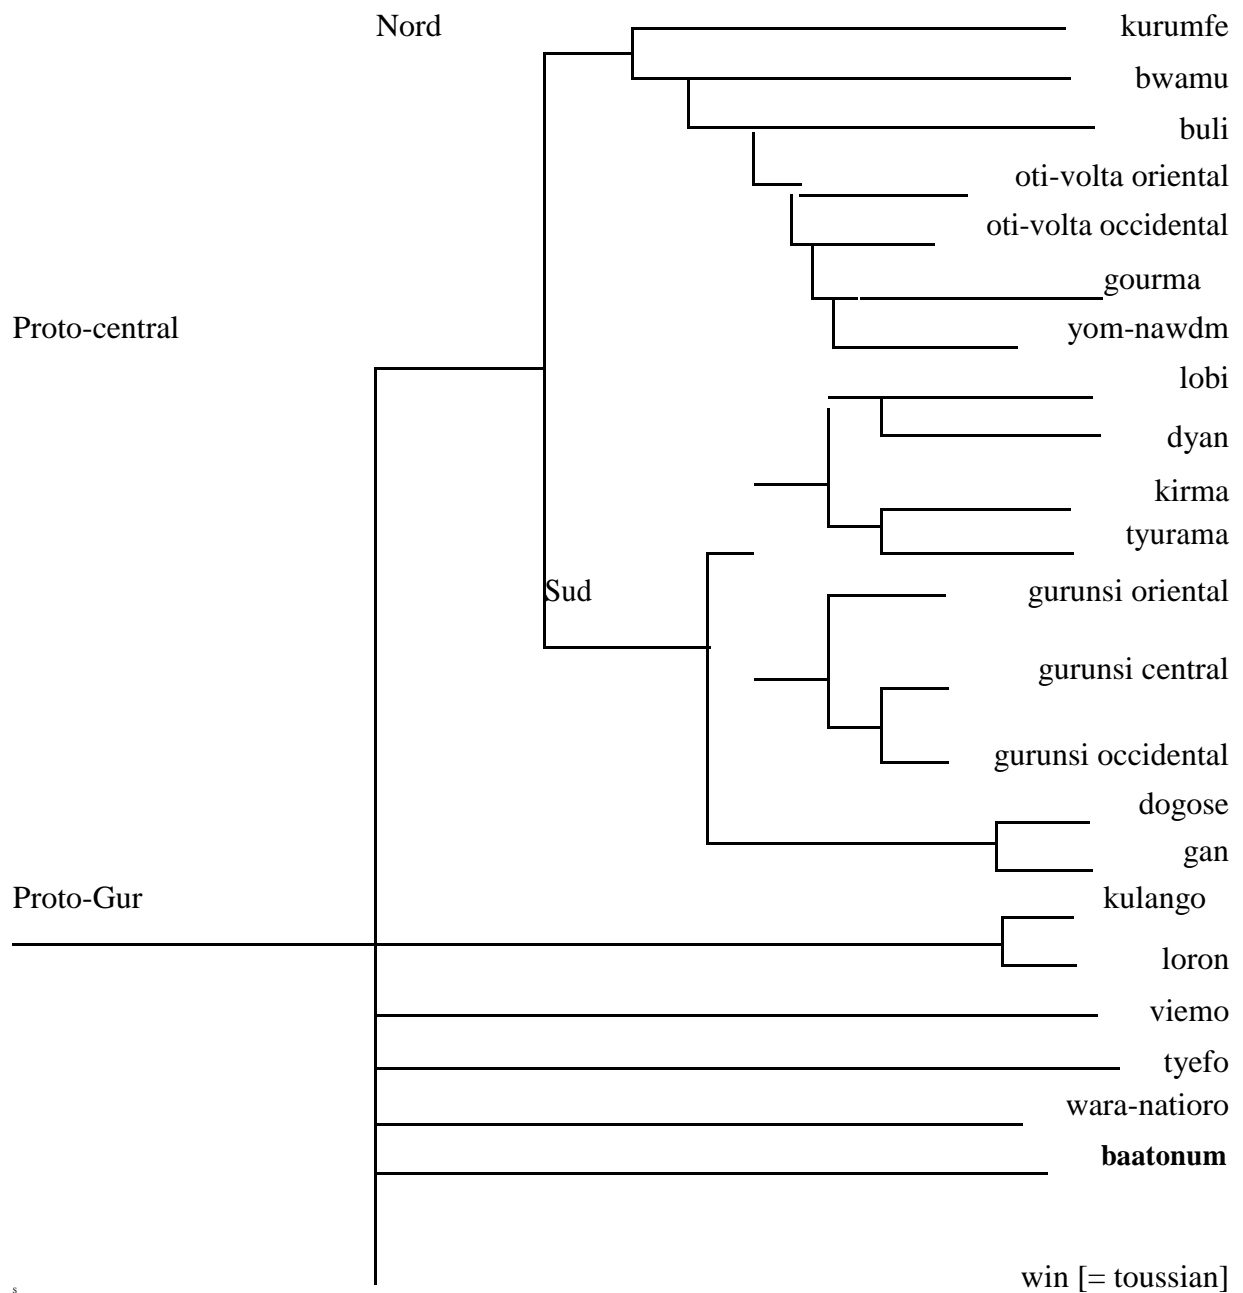 Nord kurumfe
bwamu
buli
oti-volta oriental
oti-volta occidental
gourma
Proto-central yom-nawdm
lobi
dyan
kirma
tyurama
Sud gurunsi oriental
gurunsi central
gurunsi occidental
dogose
gan
Proto-Gur kulango
loron
viemo
tyefo
wara-natioro
baatonum
win [= toussian]
s